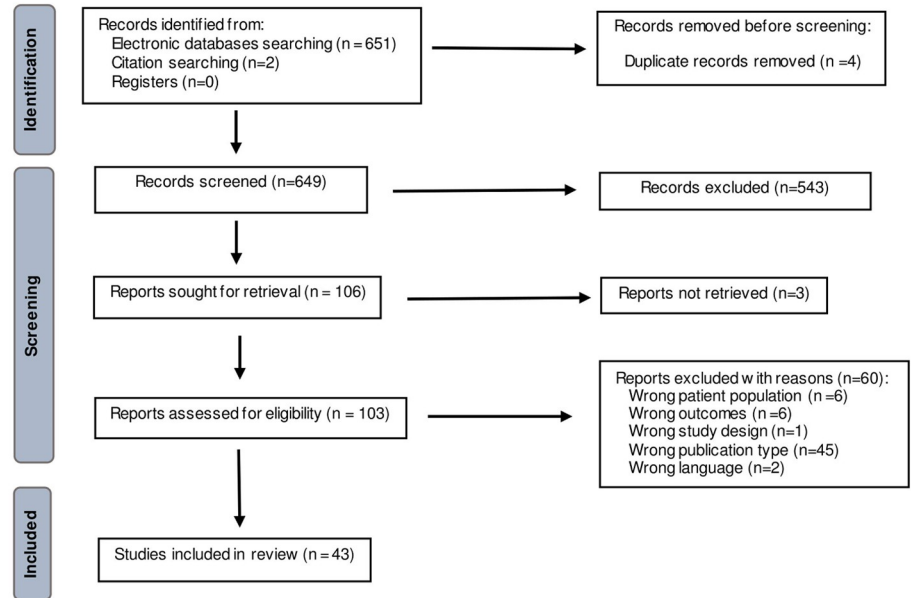 Identification
Records identified from:
Electronic databases searching (n = 651)
Citation searching (n=2)
Registers (n=0)
Records removed before screening:
Duplicate records removed (n =4)
Screening
Records screened (n=649)
Records excluded (n=543)
Reports sought for retrieval (n = 106)
Reports not retrieved (n=3)
Reports assessed for eligibility (n = 103)
Reports excluded with reasons (n=60):
Wrong patient population (n =6)
Wrong outcomes (n =6)
Wrong study design (n=1)
Wrong publication type (n=45)
Wrong language (n=2)
Included
Studies included in review (n = 43)